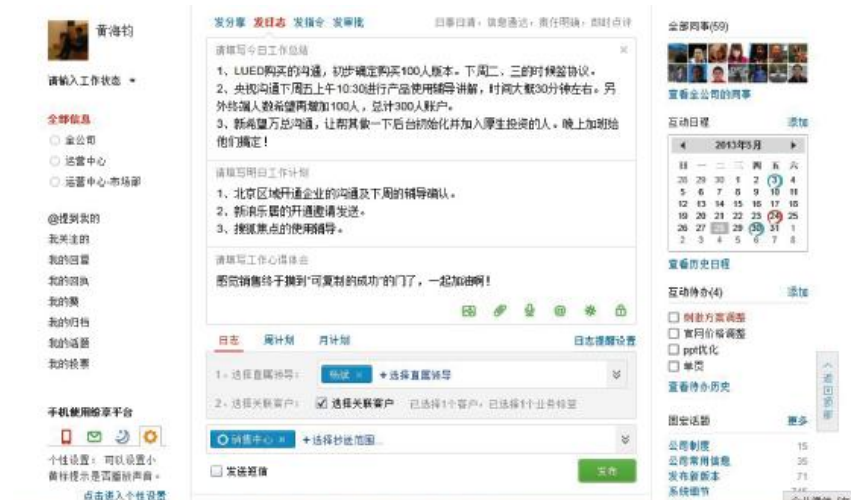 黄海钧
请输入工作状态
全部信息
全公司
运营中心
运营中心-市场部
@提到我的
我关注的
我的回复
我的回执
我的赞
我的归档
我的话题
我的投票
手机使用纷享平台
个性设置：可以设置小
黄标提示是否播放声音。
点击进入个性设置
发分享 发日志 发指令 发审批
日事日清，信息通达，责任明确，即时点评
请填写今日工作总结
1、LUED购买的沟通，初步确定购买100人版本。下周二、三的时候签协议。
2、央视沟通下周五上午10:30进行产品使用辅导讲解，时间大概30分钟左右。另
外终端人数希望再增加100人，总计300人账户。
3、新希望万总沟通，让帮其做一下后台初始化并加入厚生投资的人。晚上加班给
他们搞定！
请填写明日工作计划
1、北京区域开通企业的沟通及下周的辅导确认。
2、新浪乐居的开通邀请发送。
3、搜狐焦点的使用辅导。
请填写工作心得体会
感觉销售终于摸到“可复制的成功”的门了，一起加油啊！
日志 周计划 月计划
日志提醒设置
1、选择直属领导：
杨斌 × +选择直属领导
2、选择关联客户：
选择关联客户 已选择1个客户，已选择1个业务标签
销售中心 × +选择抄送范围...
发送短信
发布
全部同事(59)
查看全公司的同事
互动日程 添加
2013年5月
日 一 二 三 四 五 六
28 29 30 1 2 3 4
5 6 7 8 9 10 11
12 13 14 15 16 17 18
19 20 21 22 23 24 25
26 27 28 29 30 31 1
2 3 4 5 6 7 8
查看历史日程
互动待办(4) 添加
刺激方案调整
官网价格调整
ppt优化
单页
查看待办历史
返回顶部
固定话题 更多
公司制度 15
公司常用信息 35
发布新版本 71
系统细节